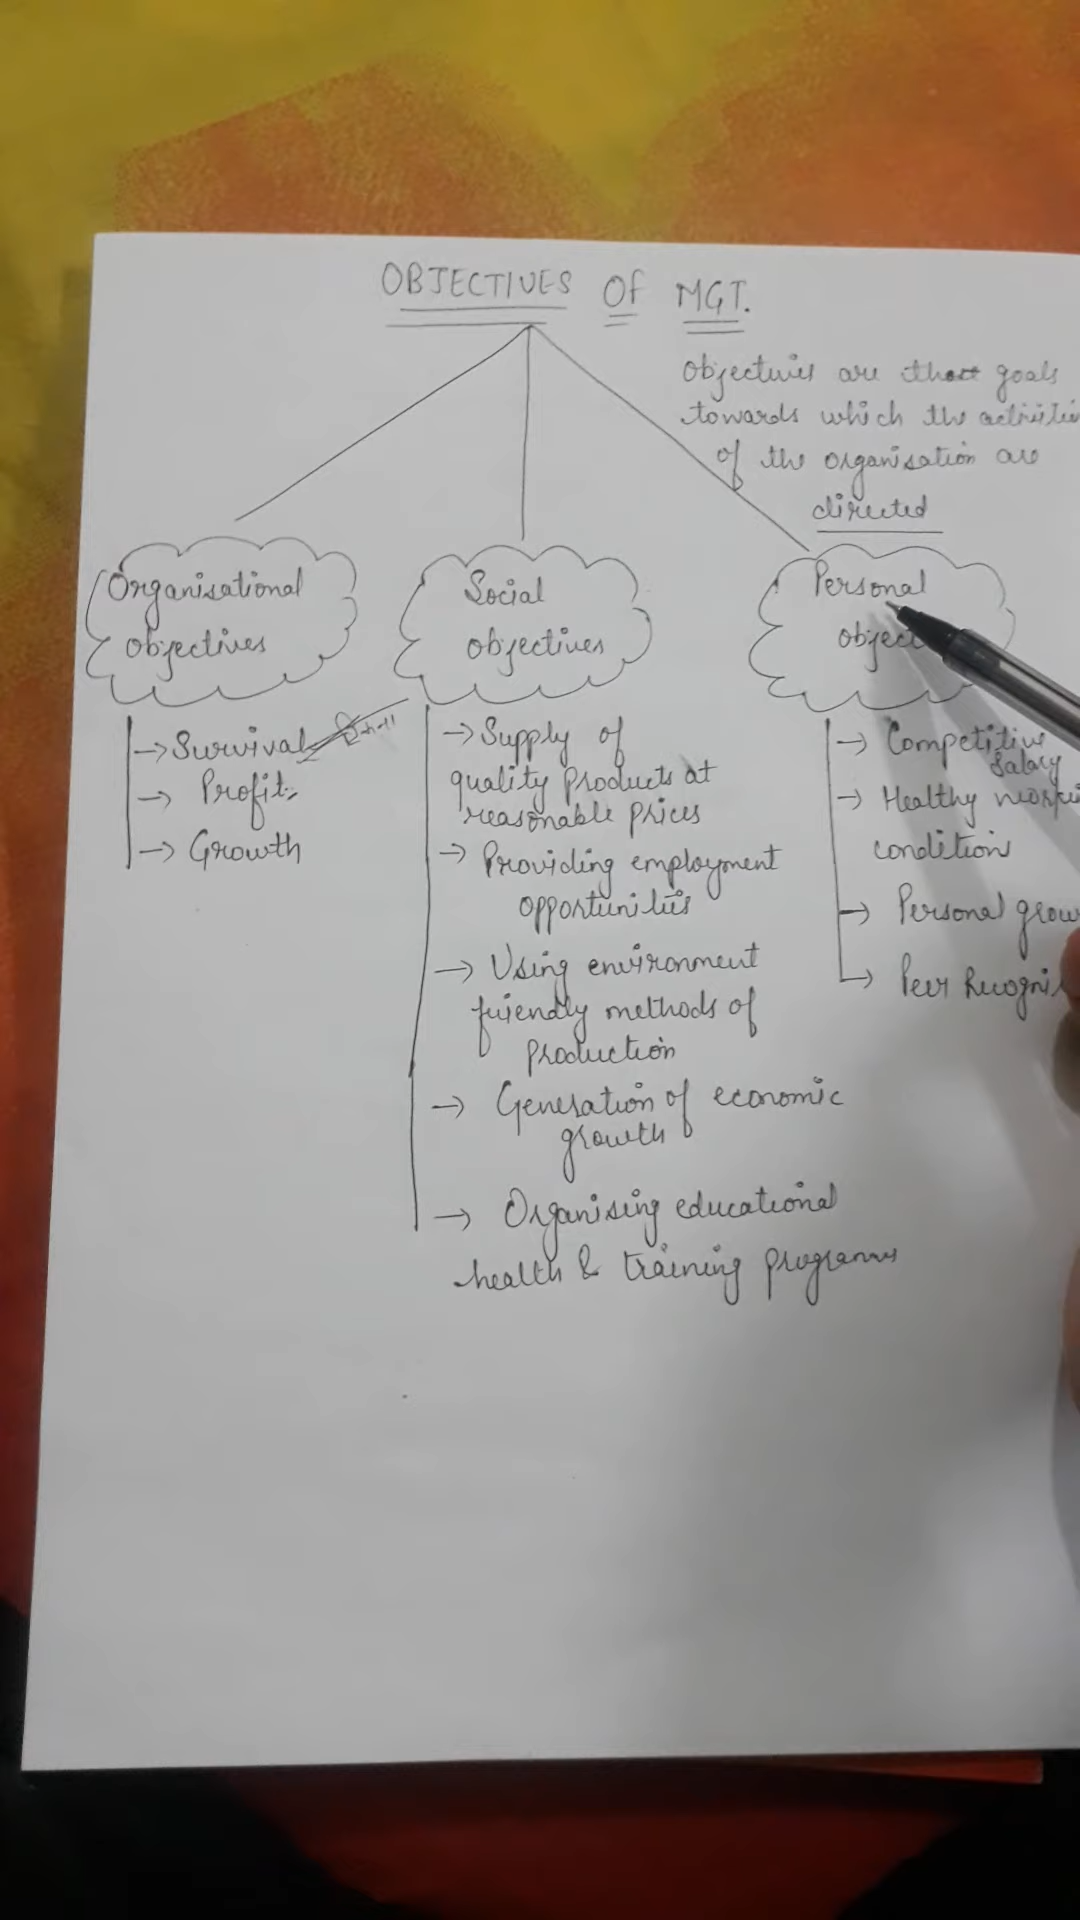 OBJECTIVES OF MGT.
Objectives are those goals
towards which the
of the organisation are
directed
Organisational
objectives
→ Survival
→ Profit
→ Growth
Social
objectives
→ Supply of
quality products at
reasonable prices
→ Providing employment
opportunities
→ Using environment
friendly methods of
production
→ Generation of economic
growth
→ Organising educational
health & training programmes
Personal
→ Competitive
Salary
→ Healthy
condition
→ Personal
→ Peer